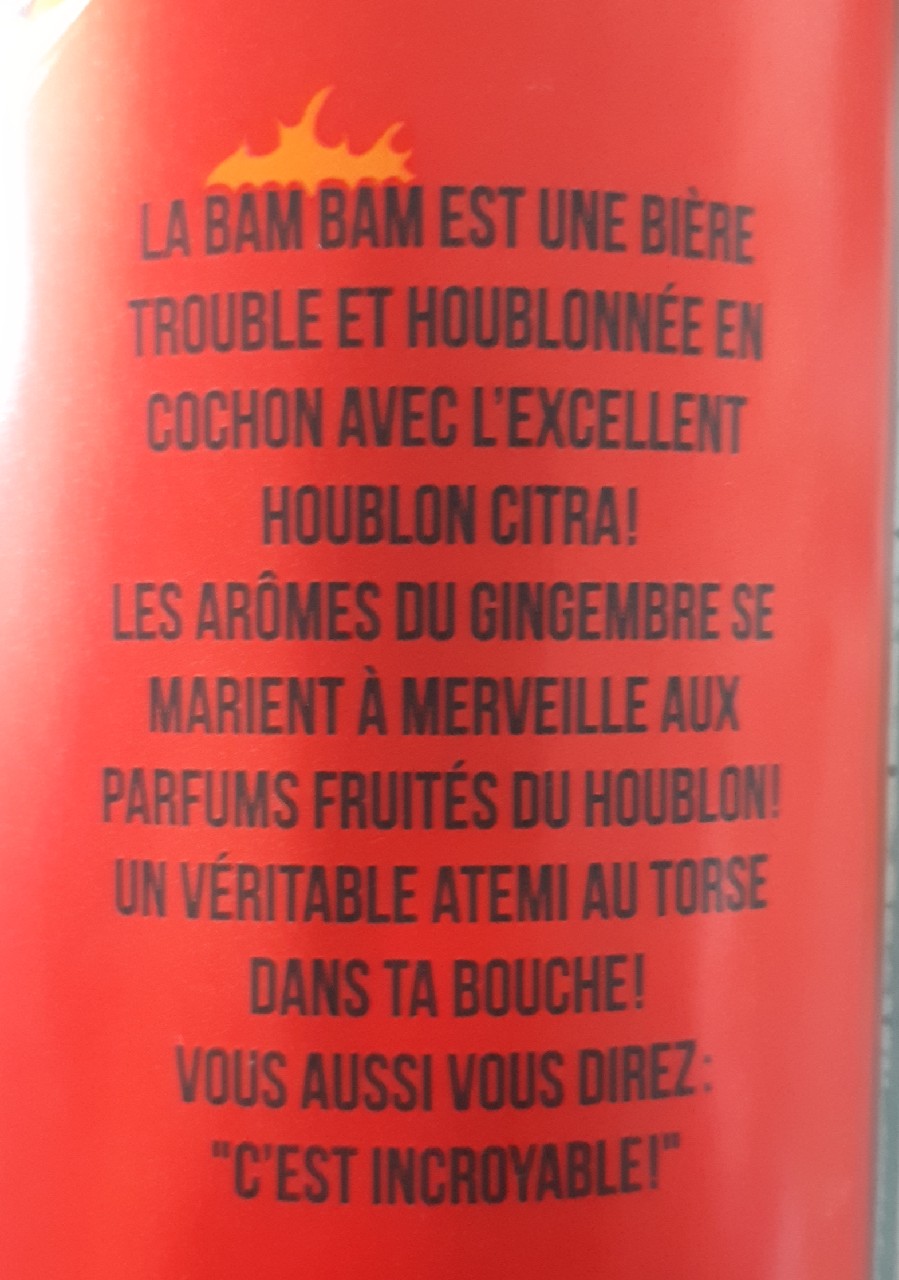 LA BAM BAM EST UNE BIÈRE
TROUBLE ET HOUBLONNÉE EN
COCHON AVEC L'EXCELLENT
HOUBLON CITRA!
LES ARÔMES DU GINGEMBRE SE
MARIENT À MERVEILLE AUX
PARFUMS FRUITÉS DU HOUBLON!
UN VÉRITABLE ATEMI AU TORSE
DANS TA BOUCHE!
VOUS AUSSI VOUS DIREZ:
"C'EST INCROYABLE!"